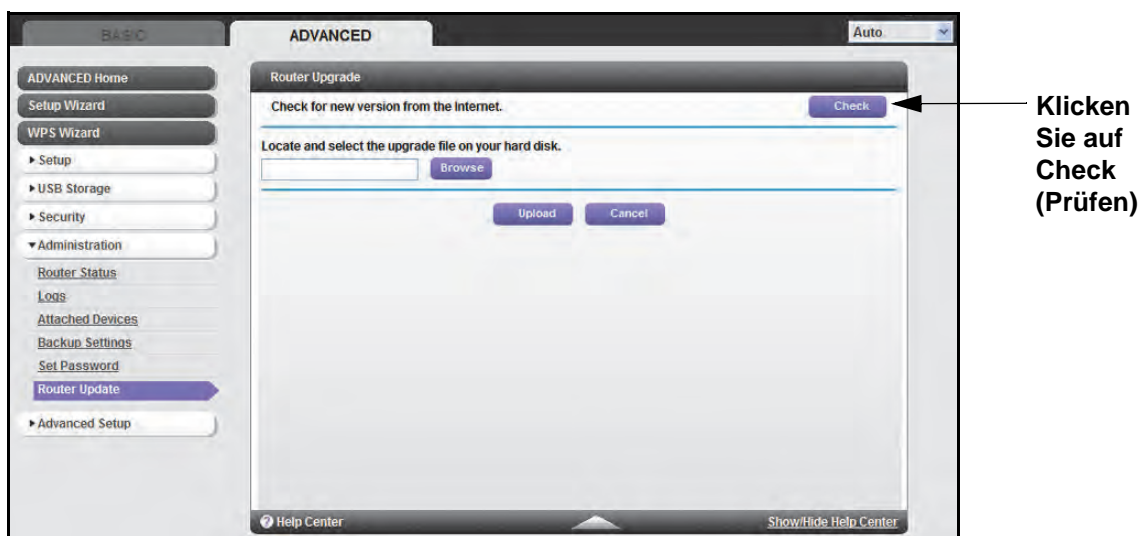 BASIC
ADVANCED
Auto
ADVANCED Home
Setup Wizard
WPS Wizard
Setup
USB Storage
Security
Administration
Router Status
Logs
Attached Devices
Backup Settings
Set Password
Router Update
Advanced Setup
Router Upgrade
Check for new version from the Internet.
Check
Locate and select the upgrade file on your hard disk.
Browse
Upload Cancel
Help Center
Show/Hide Help Center
Klicken
Sie auf
Check
(Prüfen)